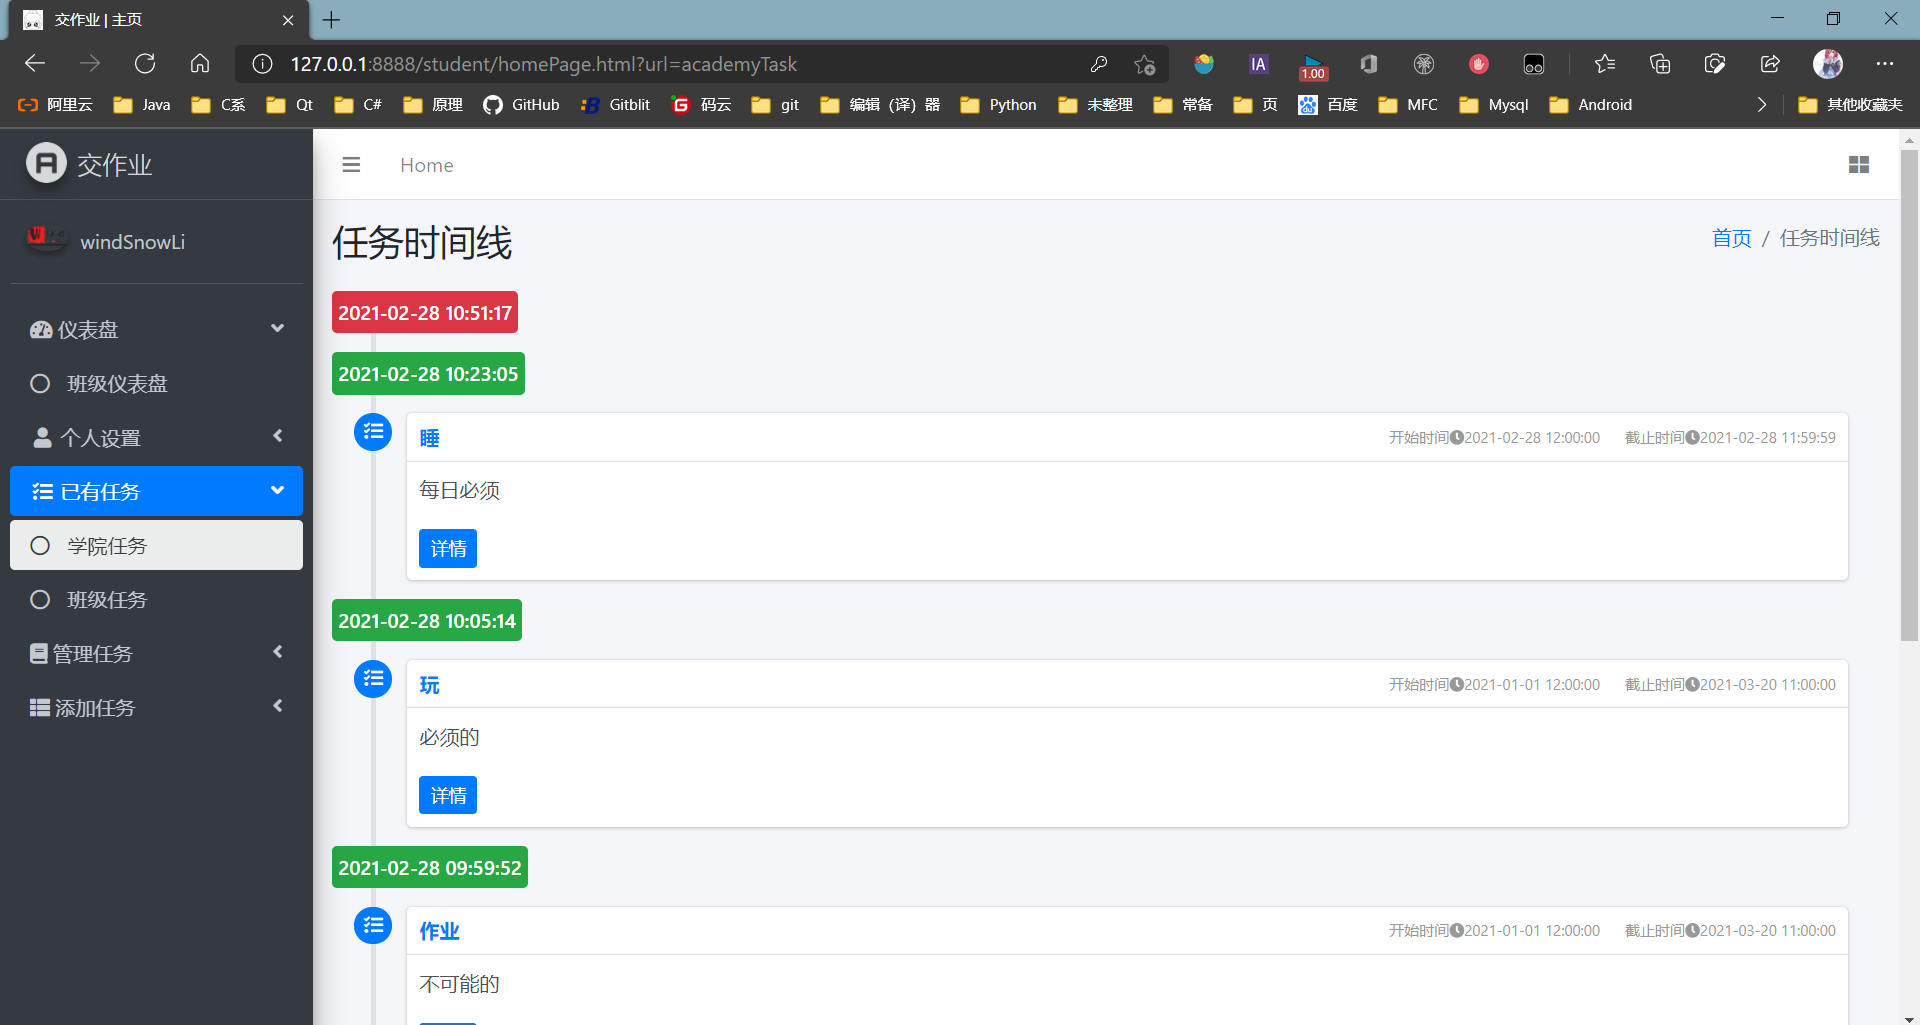 交作业 | 主页
127.0.0.1:8888/student/homePage.html?url=academyTask
IA
1.00
阿里云 Java C系 Qt C# 原理 GitHub Gitblit 码云 git 编辑（译）器 Python 未整理 常备 页 百度 MFC Mysql Android 其他收藏夹
交作业
Home
windSnowLi
任务时间线
首页 / 任务时间线
仪表盘
班级仪表盘
个人设置
已有任务
学院任务
班级任务
管理任务
添加任务
2021-02-28 10:51:17
2021-02-28 10:23:05
睡 开始时间2021-02-28 12:00:00 截止时间2021-02-28 11:59:59
每日必须
详情
2021-02-28 10:05:14
玩 开始时间2021-01-01 12:00:00 截止时间2021-03-20 11:00:00
必须的
详情
2021-02-28 09:59:52
作业 开始时间2021-01-01 12:00:00 截止时间2021-03-20 11:00:00
不可能的